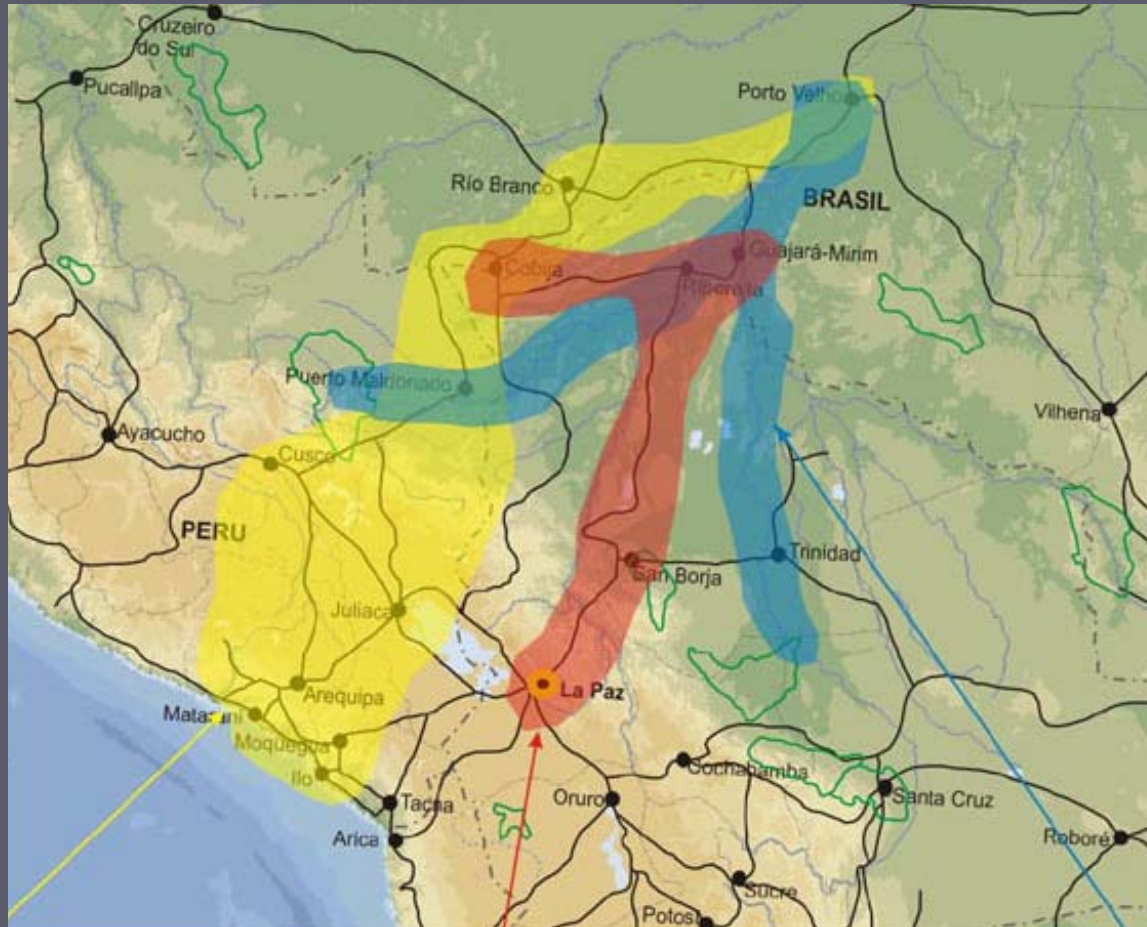 Cruzeiro
do Sul
Pucallpa
Porto Velho
Río Branco
BRASIL
Guajará-Mirim
Cobija
Riberalta
Puerto Maldonado
Vilhena
Ayacucho
Cusco
PERU
Trinidad
San Borja
Juliaca
La Paz
Arequipa
Matarani
Moquegua
Ilo
Cochabamba
Tacna
Oruro
Santa Cruz
Arica
Roboré
Sucre
Potosí